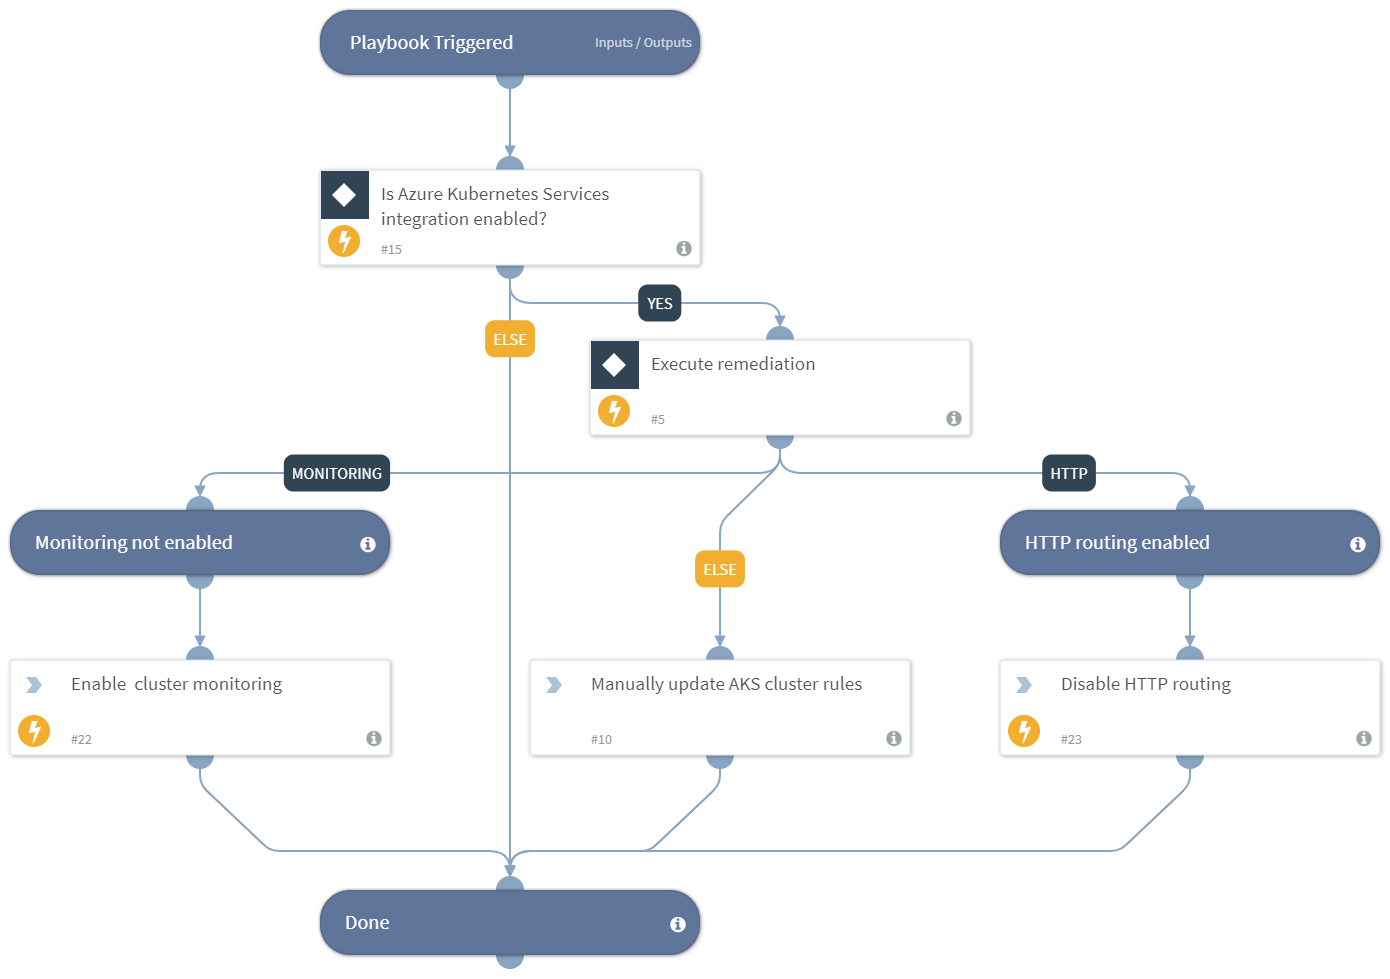 Playbook Triggered
Inputs / Outputs
Is Azure Kubernetes Services
integration enabled?
#15
YES
ELSE
Execute remediation
#5
MONITORING
HTTP
Monitoring not enabled
HTTP routing enabled
ELSE
Enable  cluster monitoring
#22
Manually update AKS cluster rules
#10
Disable HTTP routing
#23
Done